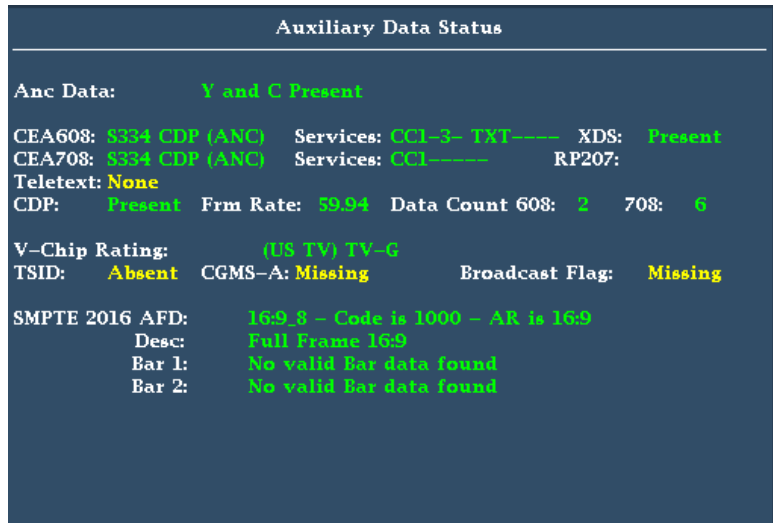 Auxiliary Data Status
Anc Data: Y and C Present
CEA608: S334 CDP (ANC) Services: CC1-3- TXT---- XDS: Present
CEA708: S334 CDP (ANC) Services: CC1----- RP207:
Teletext: None
CDP: Present Frm Rate: 59.94 Data Count 608: 2 708: 6
V-Chip Rating: (US TV) TV-G
TSID: Absent CGMS-A: Missing Broadcast Flag: Missing
SMPTE 2016 AFD: 16:9_8 - Code is 1000 - AR is 16:9
Desc: Full Frame 16:9
Bar 1: No valid Bar data found
Bar 2: No valid Bar data found